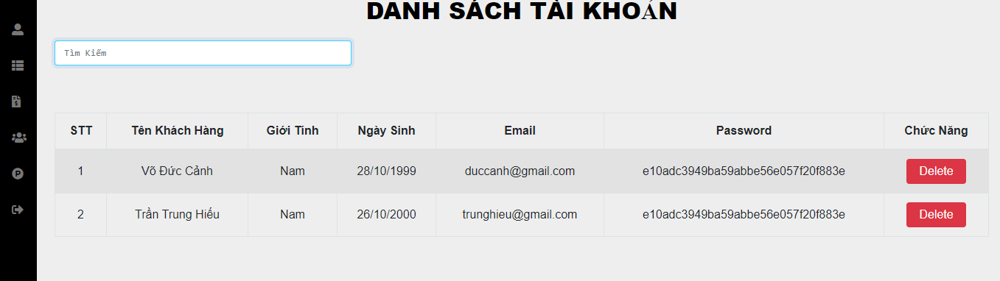 DANH SÁCH TÀI KHOẢN
Tìm Kiếm
STT Tên Khách Hàng Giới Tính Ngày Sinh Email Password Chức Năng
1 Võ Đức Cảnh Nam 28/10/1999 duccanh@gmail.com e10adc3949ba59abbe56e057f20f883e Delete
2 Trần Trung Hiếu Nam 26/10/2000 trunghieu@gmail.com e10adc3949ba59abbe56e057f20f883e Delete